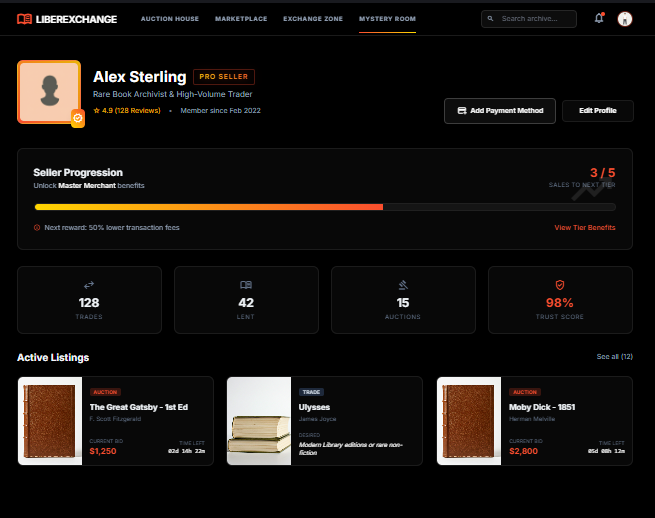 LIBEREXCHANGE
AUCTION HOUSE MARKETPLACE EXCHANGE ZONE MYSTERY ROOM
Search archive...
Alex Sterling PRO SELLER
Rare Book Archivist & High-Volume Trader
☆ 4.9 (128 Reviews) • Member since Feb 2022
Add Payment Method Edit Profile
Seller Progression
Unlock Master Merchant benefits
3 / 5
SALES TO NEXT TIER
Next reward: 50% lower transaction fees
View Tier Benefits
128
TRADES
42
LENT
15
AUCTIONS
98%
TRUST SCORE
Active Listings
See all (12)
AUCTION
The Great Gatsby - 1st Ed
F. Scott Fitzgerald
CURRENT BID
$1,250
TIME LEFT
02d 14h 22m
TRADE
Ulysses
James Joyce
DESIRED
Modern Library editions or rare non-
fiction
AUCTION
Moby Dick - 1851
Herman Melville
CURRENT BID
$2,800
TIME LEFT
05d 08h 12m